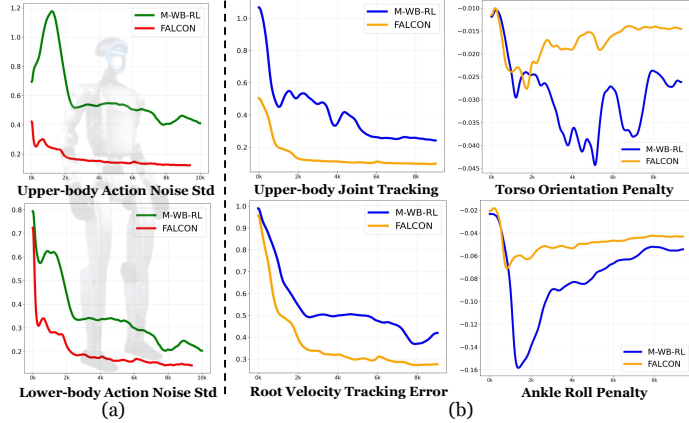 1.2
1.0
0.8
0.6
0.4
0.2
M-WB-RL
FALCON
Upper-body Action Noise Std
1.0
0.8
0.6
0.4
0.2
0k 2k 4k 6k 8k
M-WB-RL
FALCON
Upper-body Joint Tracking
−0.010
−0.015
−0.020
−0.025
−0.030
−0.035
−0.040
−0.045
0k 2k 4k 6k 8k
M-WB-RL
FALCON
Torso Orientation Penalty
0k 2k 4k 6k 8k 10k
0.8
0.7
0.6
0.5
0.4
0.3
0.2
0k 2k 4k 6k 8k 10k
M-WB-RL
FALCON
Lower-body Action Noise Std
1.0
0.9
0.8
0.7
0.6
0.5
0.4
0.3
0k 2k 4k 6k 8k
M-WB-RL
FALCON
Root Velocity Tracking Error
−0.02
−0.04
−0.06
−0.08
−0.10
−0.12
−0.14
−0.16
0k 2k 4k 6k 8k
M-WB-RL
FALCON
Ankle Roll Penalty
(a)
(b)